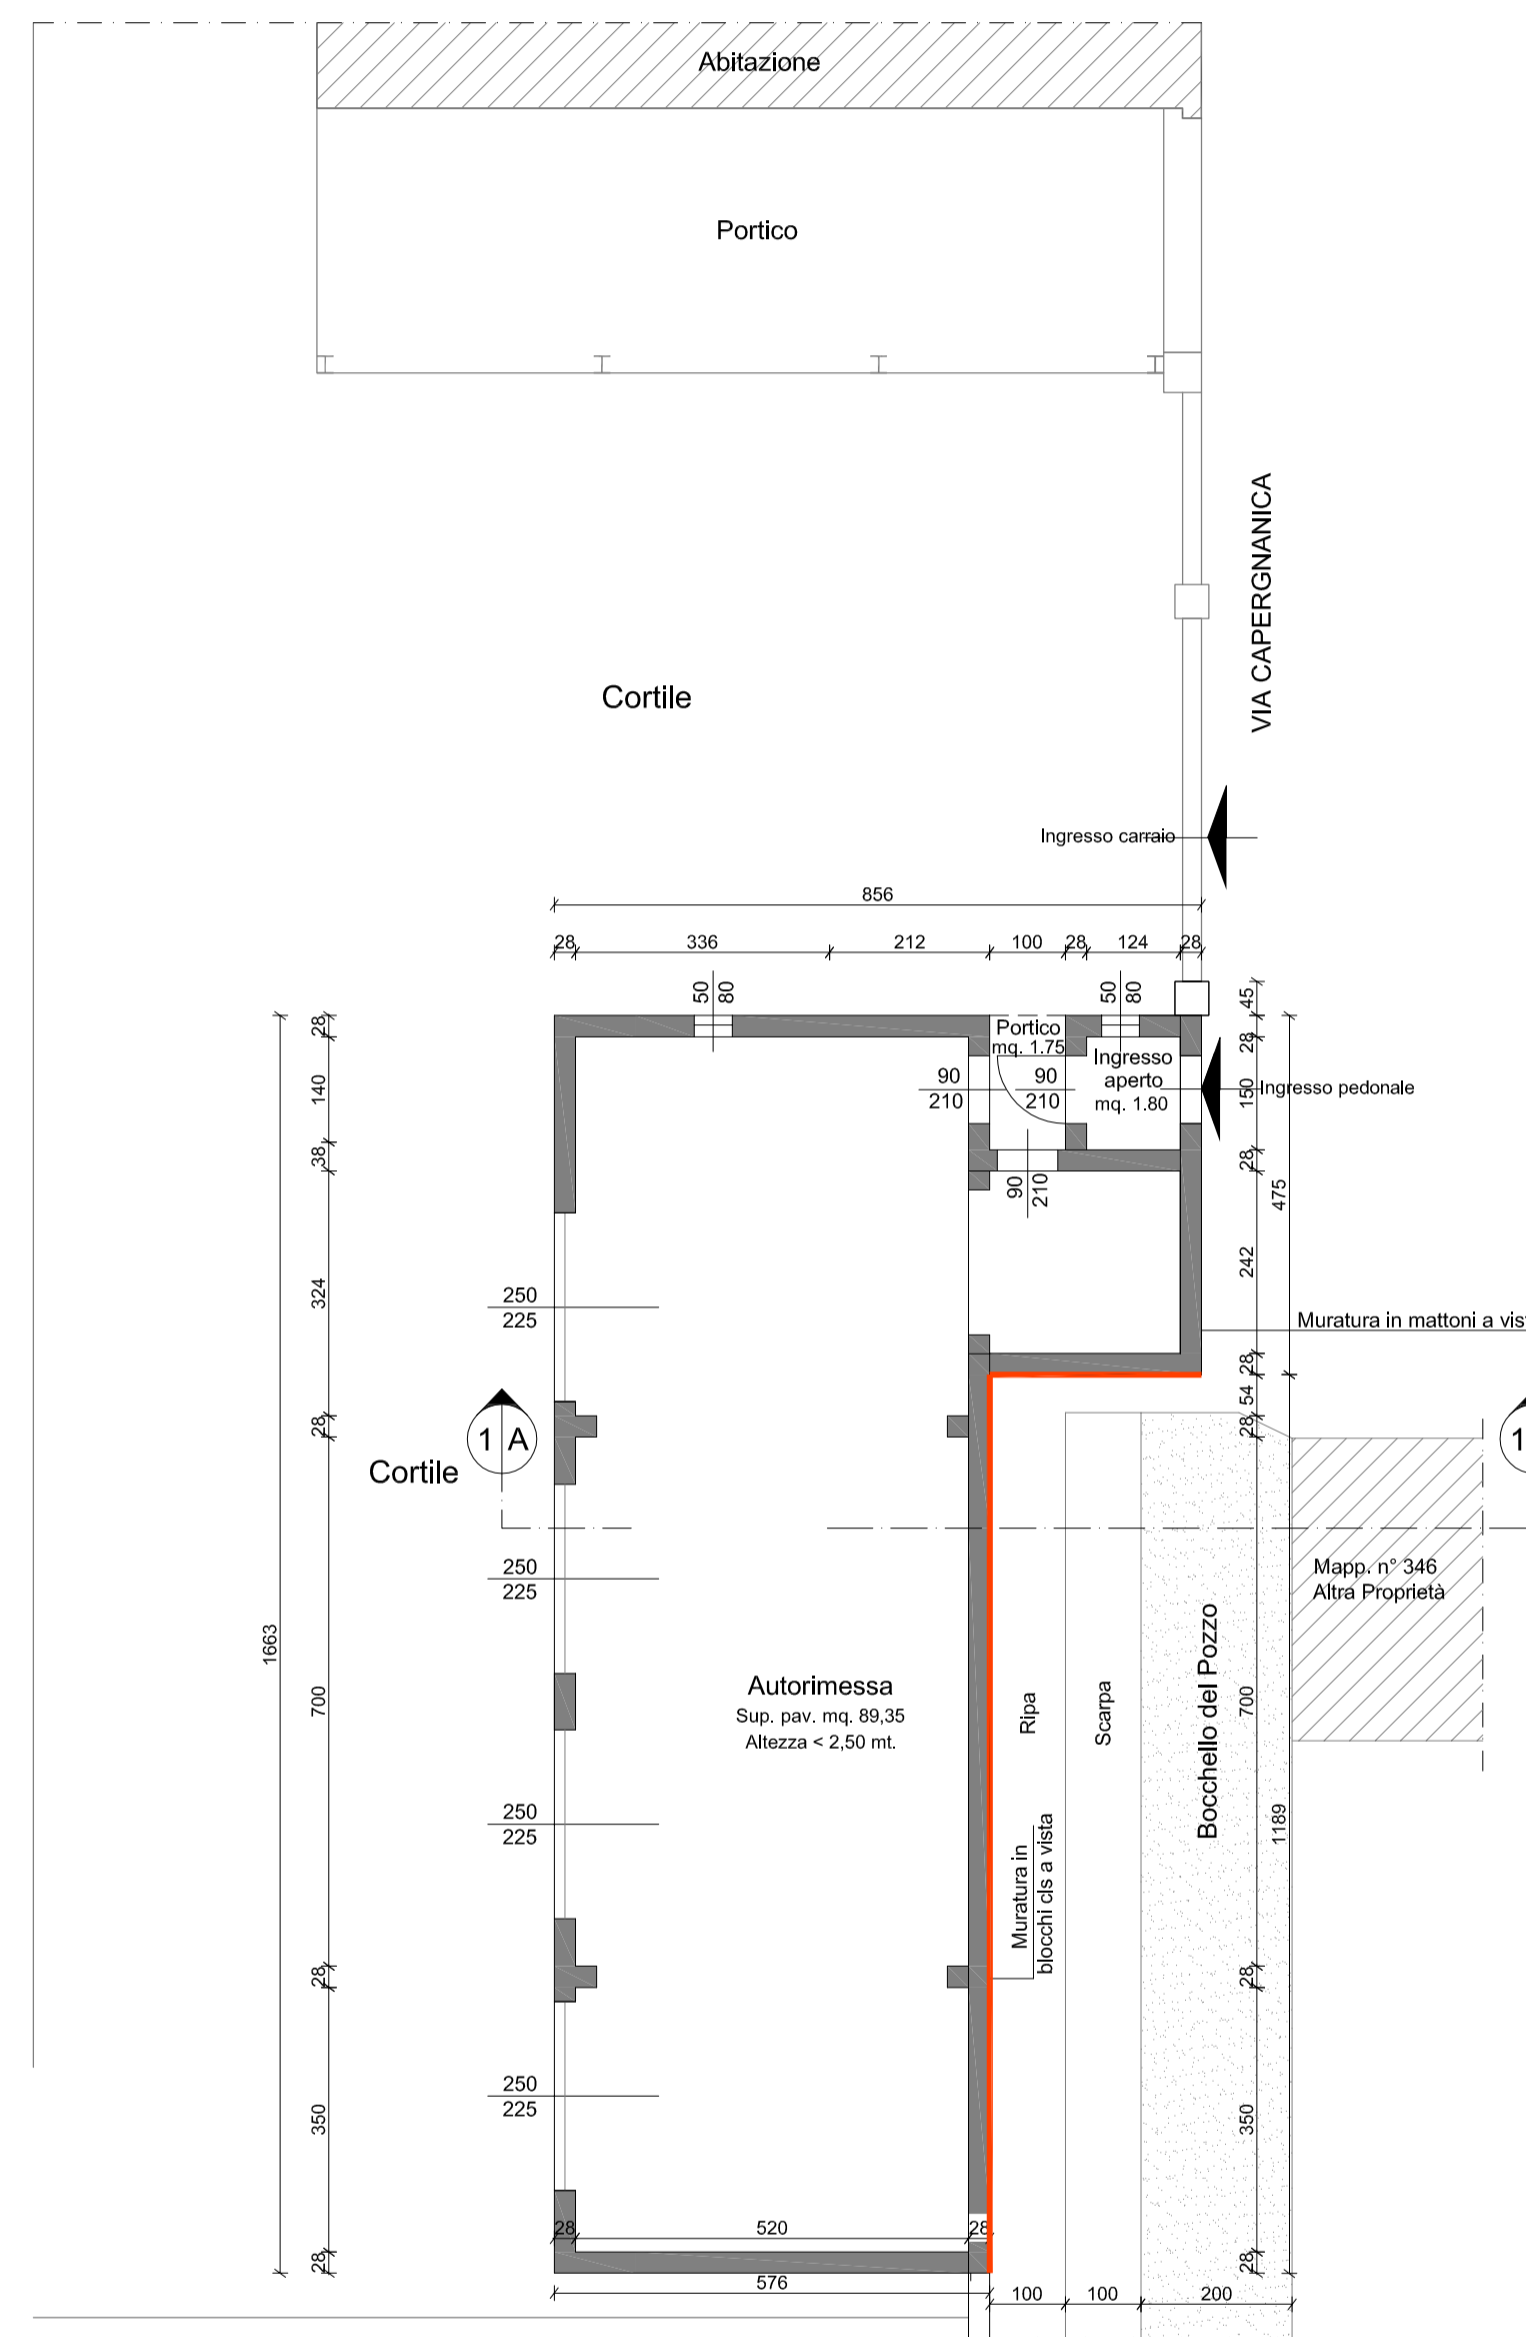 Abitazione
Portico
VIA CAPERGNANICA
Cortile
Ingresso carraio
856
28
336
212
100
28
124
28
50
80
50
80
45
28
140
38
324
28
700
28
350
28
1663
Portico
mq. 1.75
Ingresso
aperto
mq. 1.80
90
210
90
210
90
210
Ingresso pedonale
28
150
28
242
28
54
28
475
Muratura in mattoni a vis
250
225
1 A
1
Cortile
250
225
Mapp. n° 346
Altra Proprietà
Autorimessa
Sup. pav. mq. 89,35
Altezza < 2,50 mt.
Ripa
Scarpa
Bocchello del Pozzo
700
1189
250
225
Muratura in
blocchi cls a vista
28
250
225
350
28
28
520
28
576
100
100
200